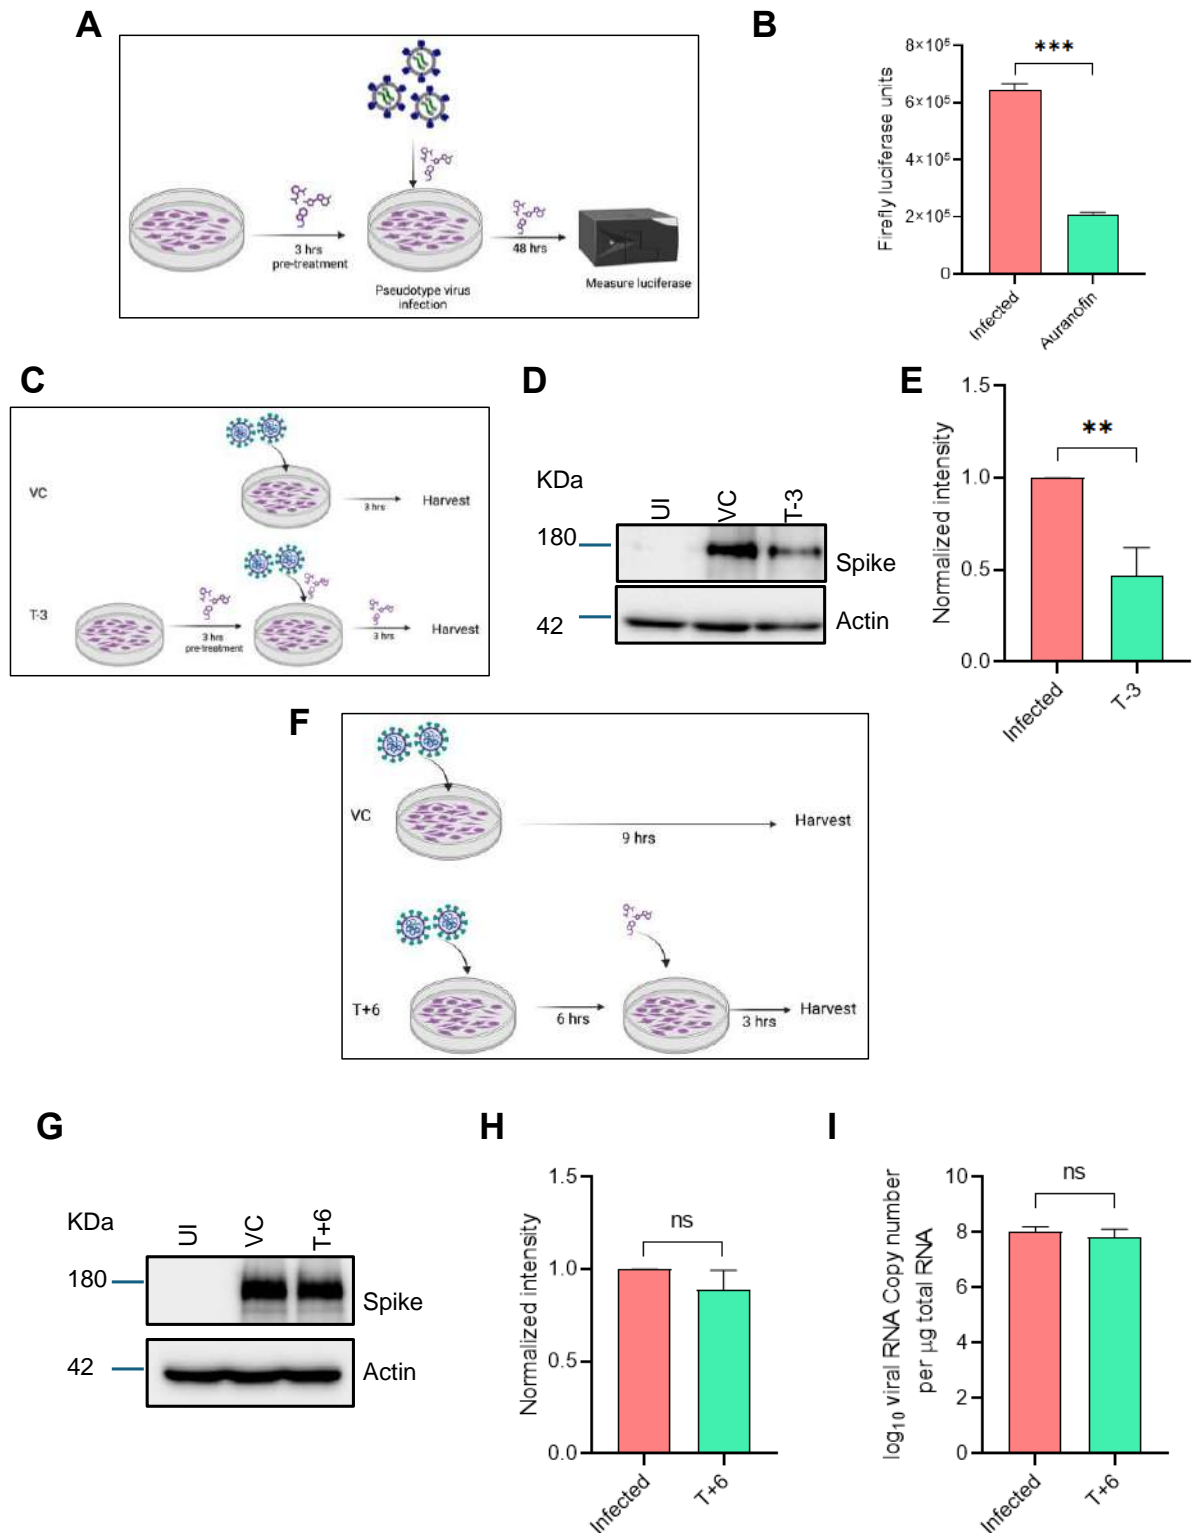 A
3 hrs
pre-treatment
Pseudotype virus
infection
48 hrs
Measure luciferase
B
Firefly luciferase units
8×10⁵
6×10⁵
4×10⁵
2×10⁵
0
***
Infected
Auranofin
C
VC
3 hrs
Harvest
T-3
3 hrs
pre-treatment
3 hrs
Harvest
D
KDa
UI
VC
T-3
180
Spike
42
Actin
E
Normalized intensity
1.5
1.0
0.5
0.0
**
Infected
T-3
F
VC
9 hrs
Harvest
T+6
6 hrs
3 hrs
Harvest
G
KDa
UI
VC
T+6
180
Spike
42
Actin
H
Normalized intensity
1.5
1.0
0.5
0.0
ns
Infected
T+6
I
log₁₀ viral RNA Copy number
per µg total RNA
10
8
6
4
2
0
ns
Infected
T+6